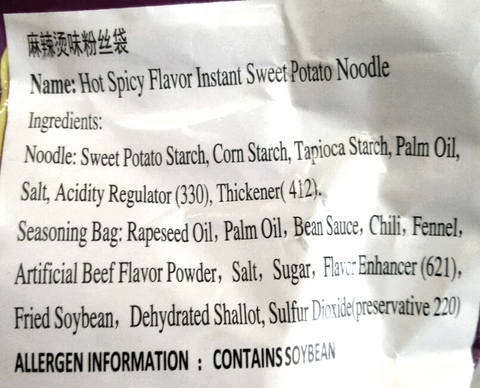 麻辣烫味粉丝袋
Name: Hot Spicy Flavor Instant Sweet Potato Noodle
Ingredients:
Noodle: Sweet Potato Starch, Corn Starch, Tapioca Starch, Palm Oil,
Salt, Acidity Regulator (330), Thickener( 412).
Seasoning Bag: Rapeseed Oil, Palm Oil, Bean Sauce, Chili, Fennel,
Artificial Beef Flavor Powder, Salt, Sugar, Flavor Enhancer (621),
Fried Soybean, Dehydrated Shallot, Sulfur Dioxide(preservative 220)
ALLERGEN INFORMATION : CONTAINS SOYBEAN